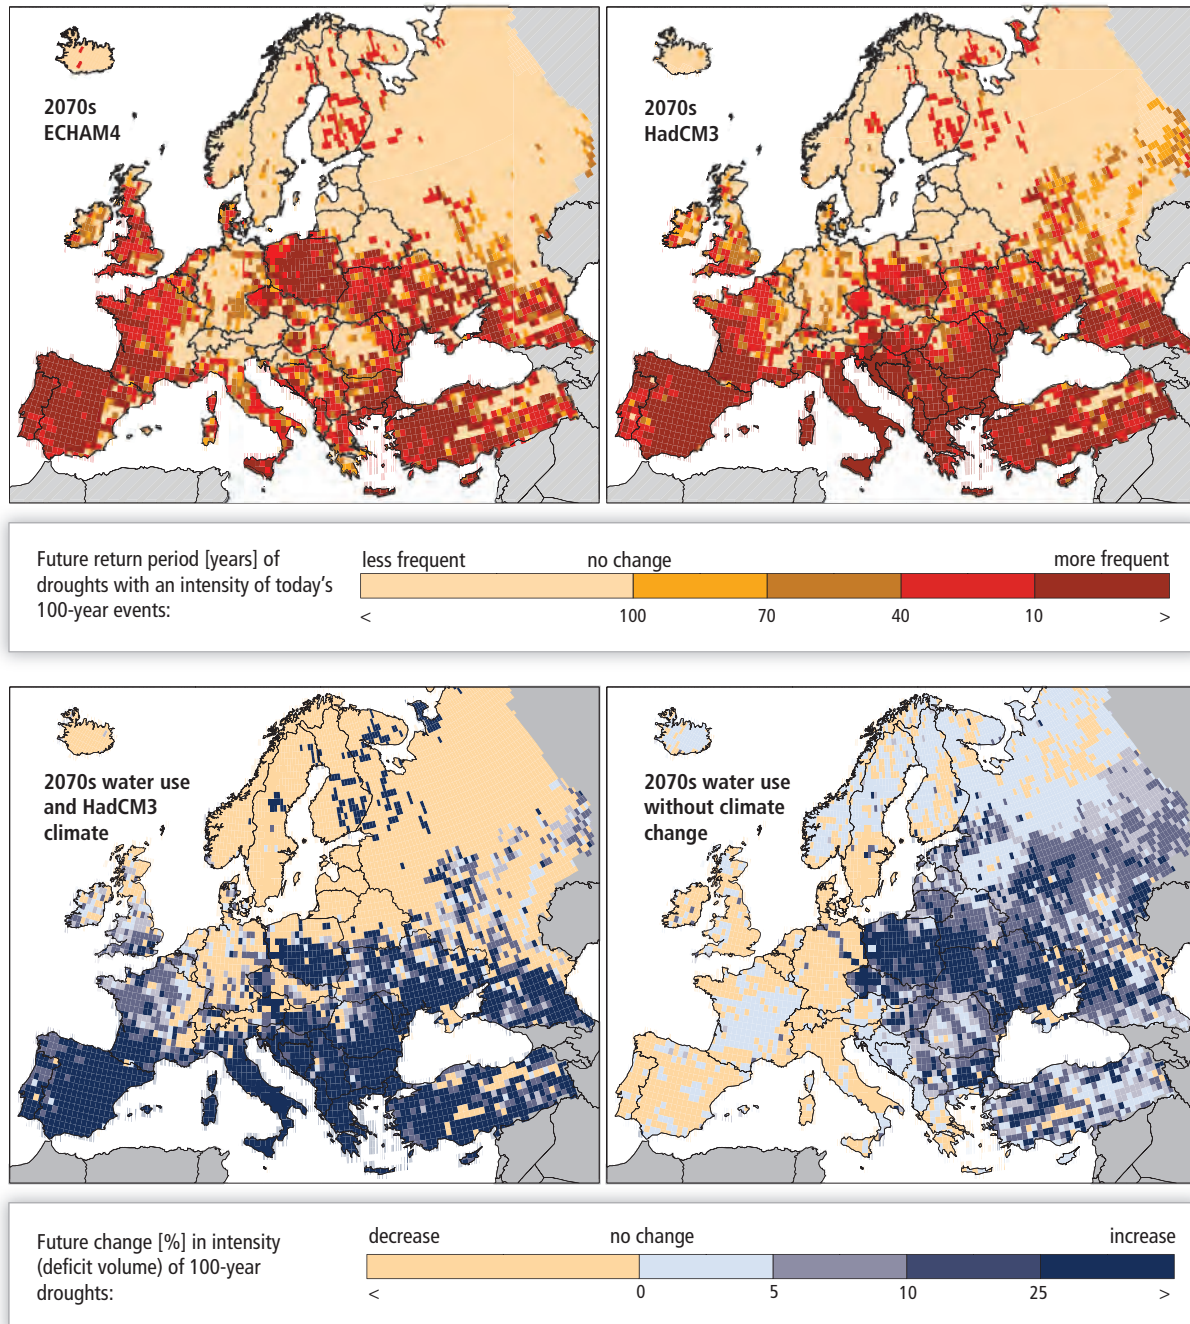 2070s
ECHAM4
2070s
HadCM3
Future return period [years] of
droughts with an intensity of today's
100-year events:
less frequent no change more frequent
< 100 70 40 10 >
2070s water use
and HadCM3
climate
2070s water use
without climate
change
Future change [%] in intensity
(deficit volume) of 100-year
droughts:
decrease no change increase
< 0 5 10 25 >